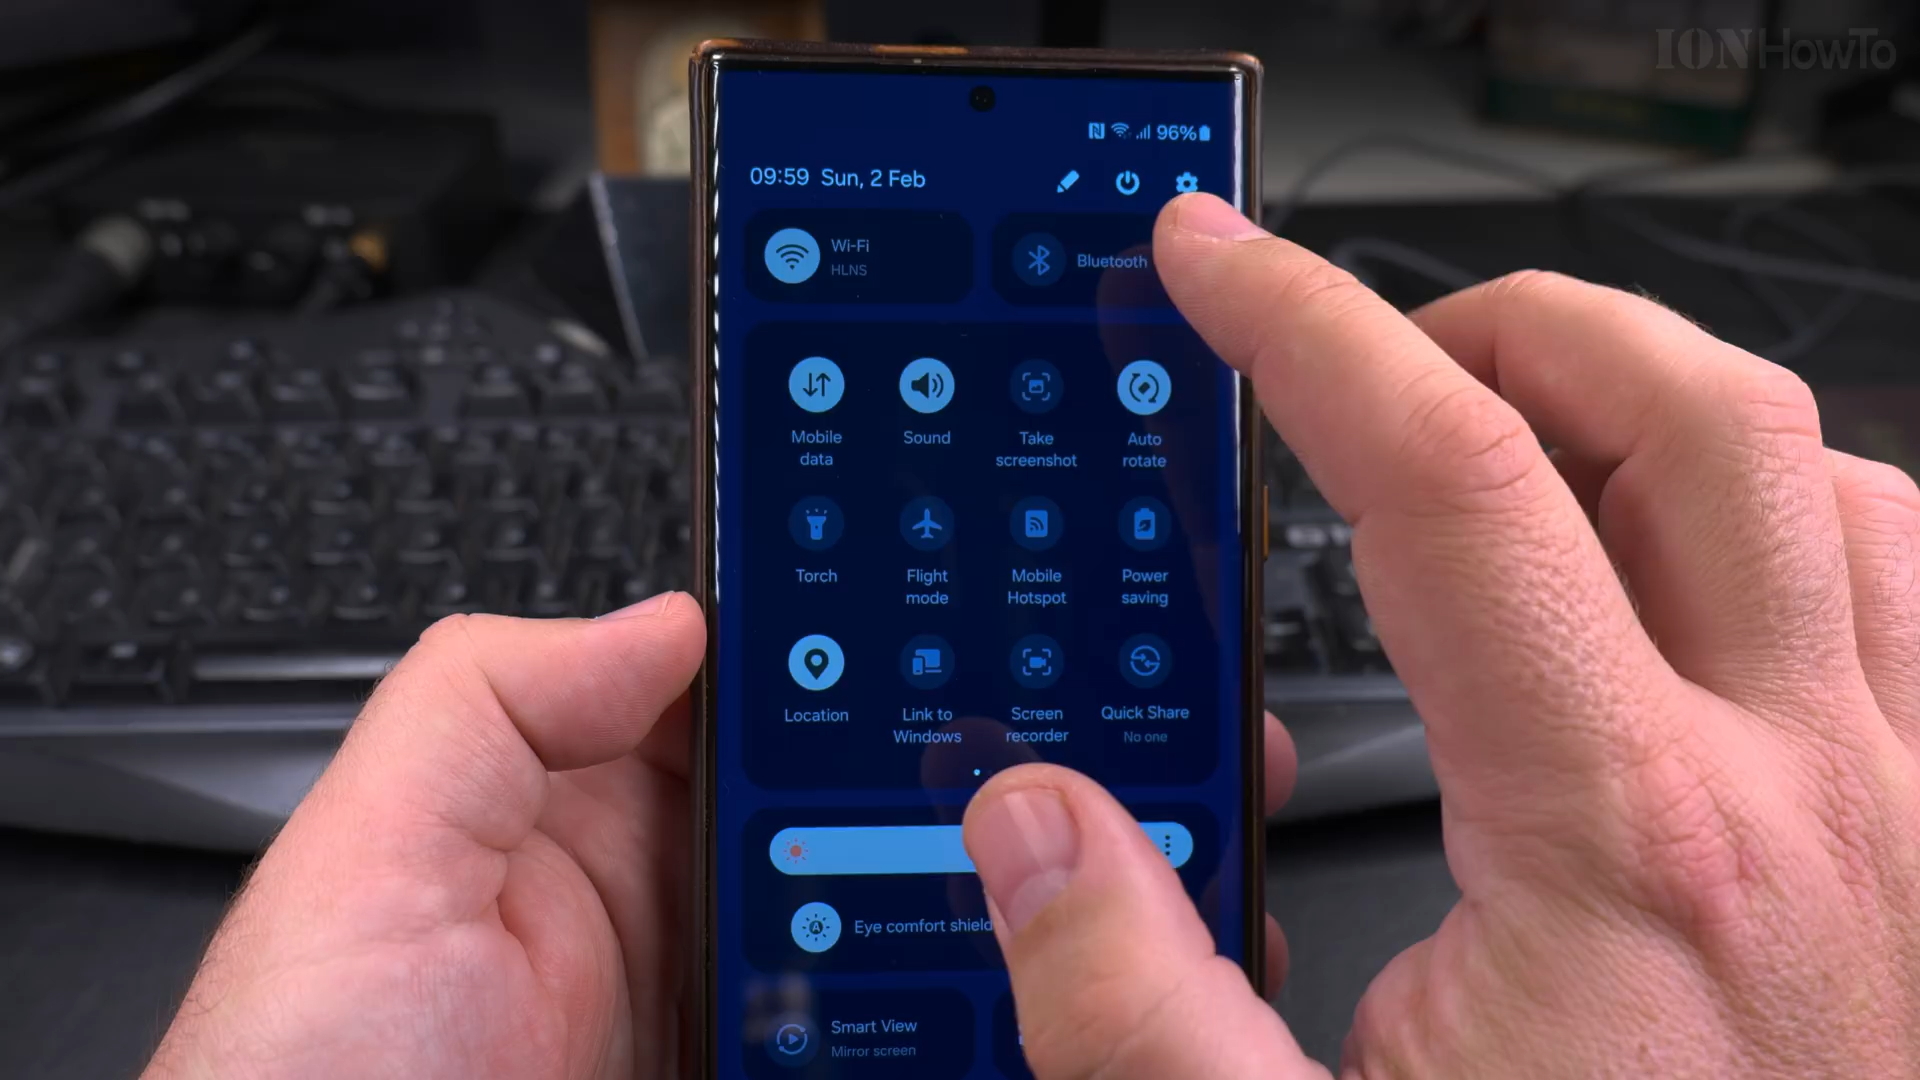 IONHowTo
96%
09:59 Sun, 2 Feb
Wi-Fi
HLNS
Bluetooth
Mobile
data
Sound
Take
screenshot
Auto
rotate
Torch
Flight
mode
Mobile
Hotspot
Power
saving
Location
Link to
Windows
Screen
recorder
Quick Share
No one
A
Eye comfort shield
Smart View
Mirror screen